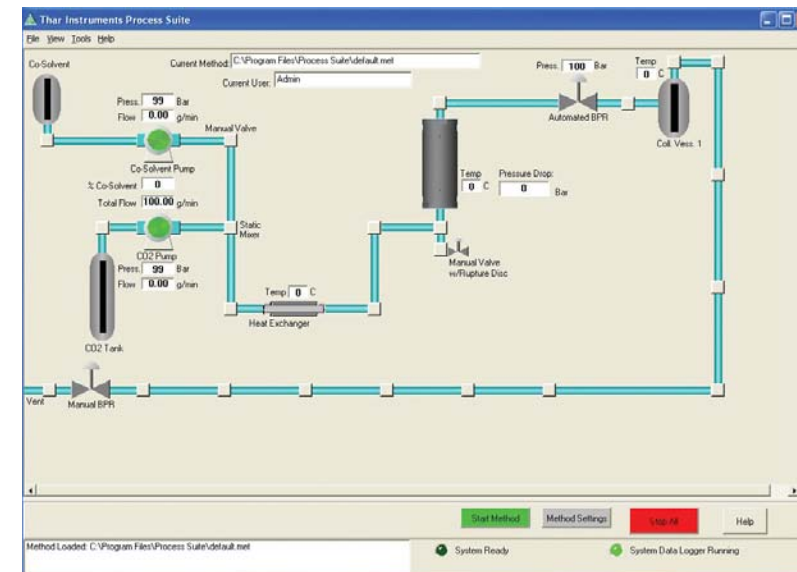 Thar Instruments Process Suite
File View Tools Help
Co-Solvent
Current Method: C:\Program Files\Process Suite\default.met
Current User: Admin
Press. 99 Bar
Flow 0.00 g/min
Manual Valve
Co-Solvent Pump
% Co-Solvent 0
Total Flow 100.00 g/min
Static
Mixer
CO2 Pump
Press. 99 Bar
Flow 0.00 g/min
CO2 Tank
Temp 0 C
Heat Exchanger
Temp Pressure Drop:
0 C 0 Bar
Manual Valve
w/Rupture Disc
Press. 100 Bar
Automated BPR
Temp
0 C
Coll. Vess. 1
Vent Manual BPR
Start Method Method Settings Stop All Help
Method Loaded: C:\Program Files\Process Suite\default.met
System Ready System Data Logger Running